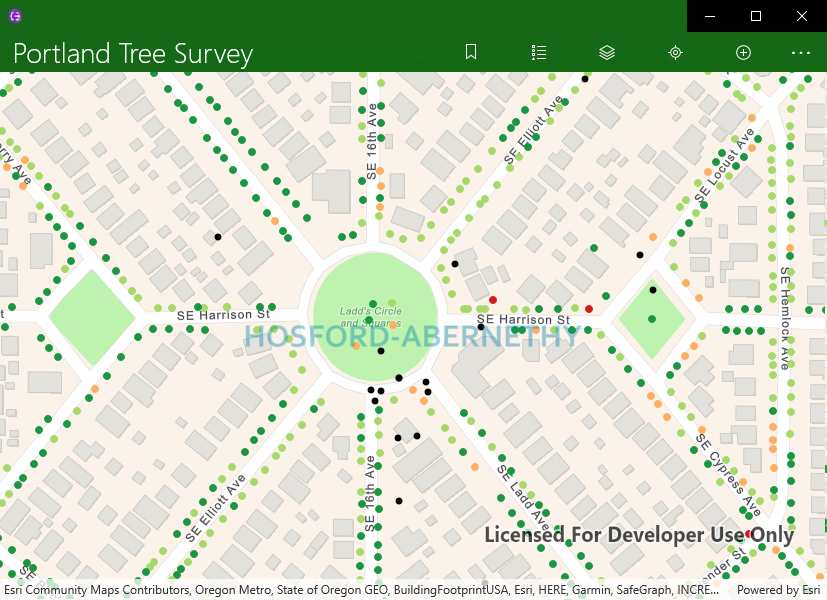 Portland Tree Survey
SE 16th Ave
SE Elliott Ave
SE Locust Ave
SE Harrison St
Ladd's Circle
and Squares
HOSFORD-ABERNETHY
SE Harrison St
SE Hemlock Ave
SE 16th Ave
SE Elliott Ave
SE Ladd Ave
SE Cypress Ave
Licensed For Developer Use Only
Esri Community Maps Contributors, Oregon Metro, State of Oregon GEO, BuildingFootprintUSA, Esri, HERE, Garmin, SafeGraph, INCRE...
Powered by Esri